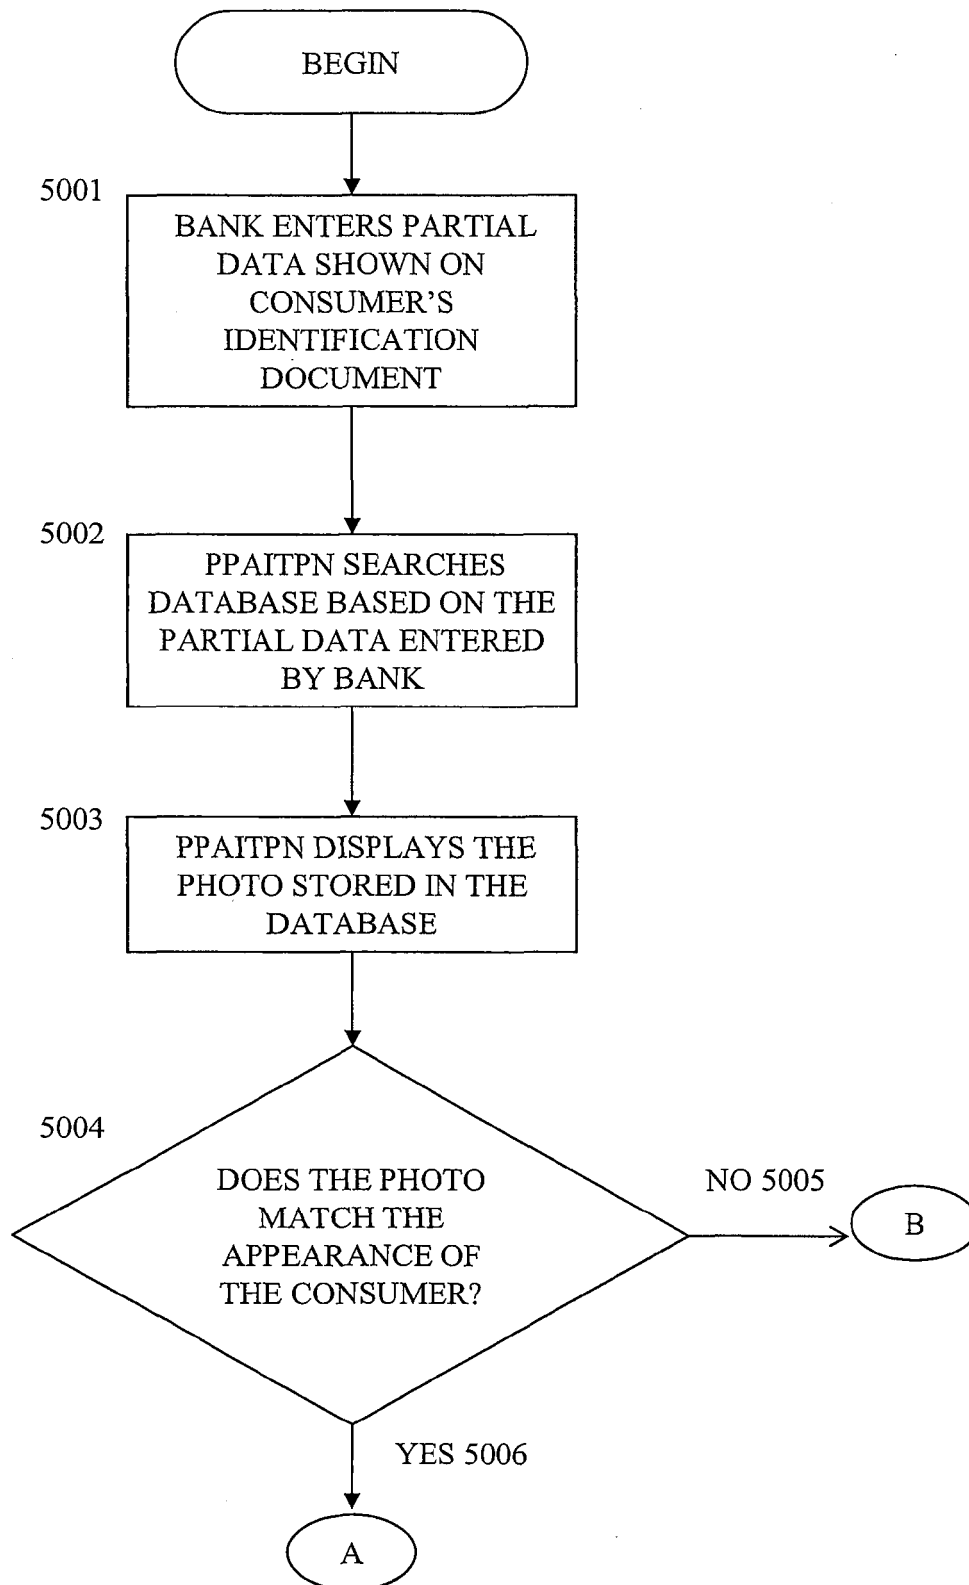 BEGIN
5001
BANK ENTERS PARTIAL
DATA SHOWN ON
CONSUMER'S
IDENTIFICATION
DOCUMENT
5002
PPAITPN SEARCHES
DATABASE BASED ON THE
PARTIAL DATA ENTERED
BY BANK
5003
PPAITPN DISPLAYS THE
PHOTO STORED IN THE
DATABASE
5004
DOES THE PHOTO
MATCH THE
APPEARANCE OF
THE CONSUMER?
NO 5005
B
YES 5006
A